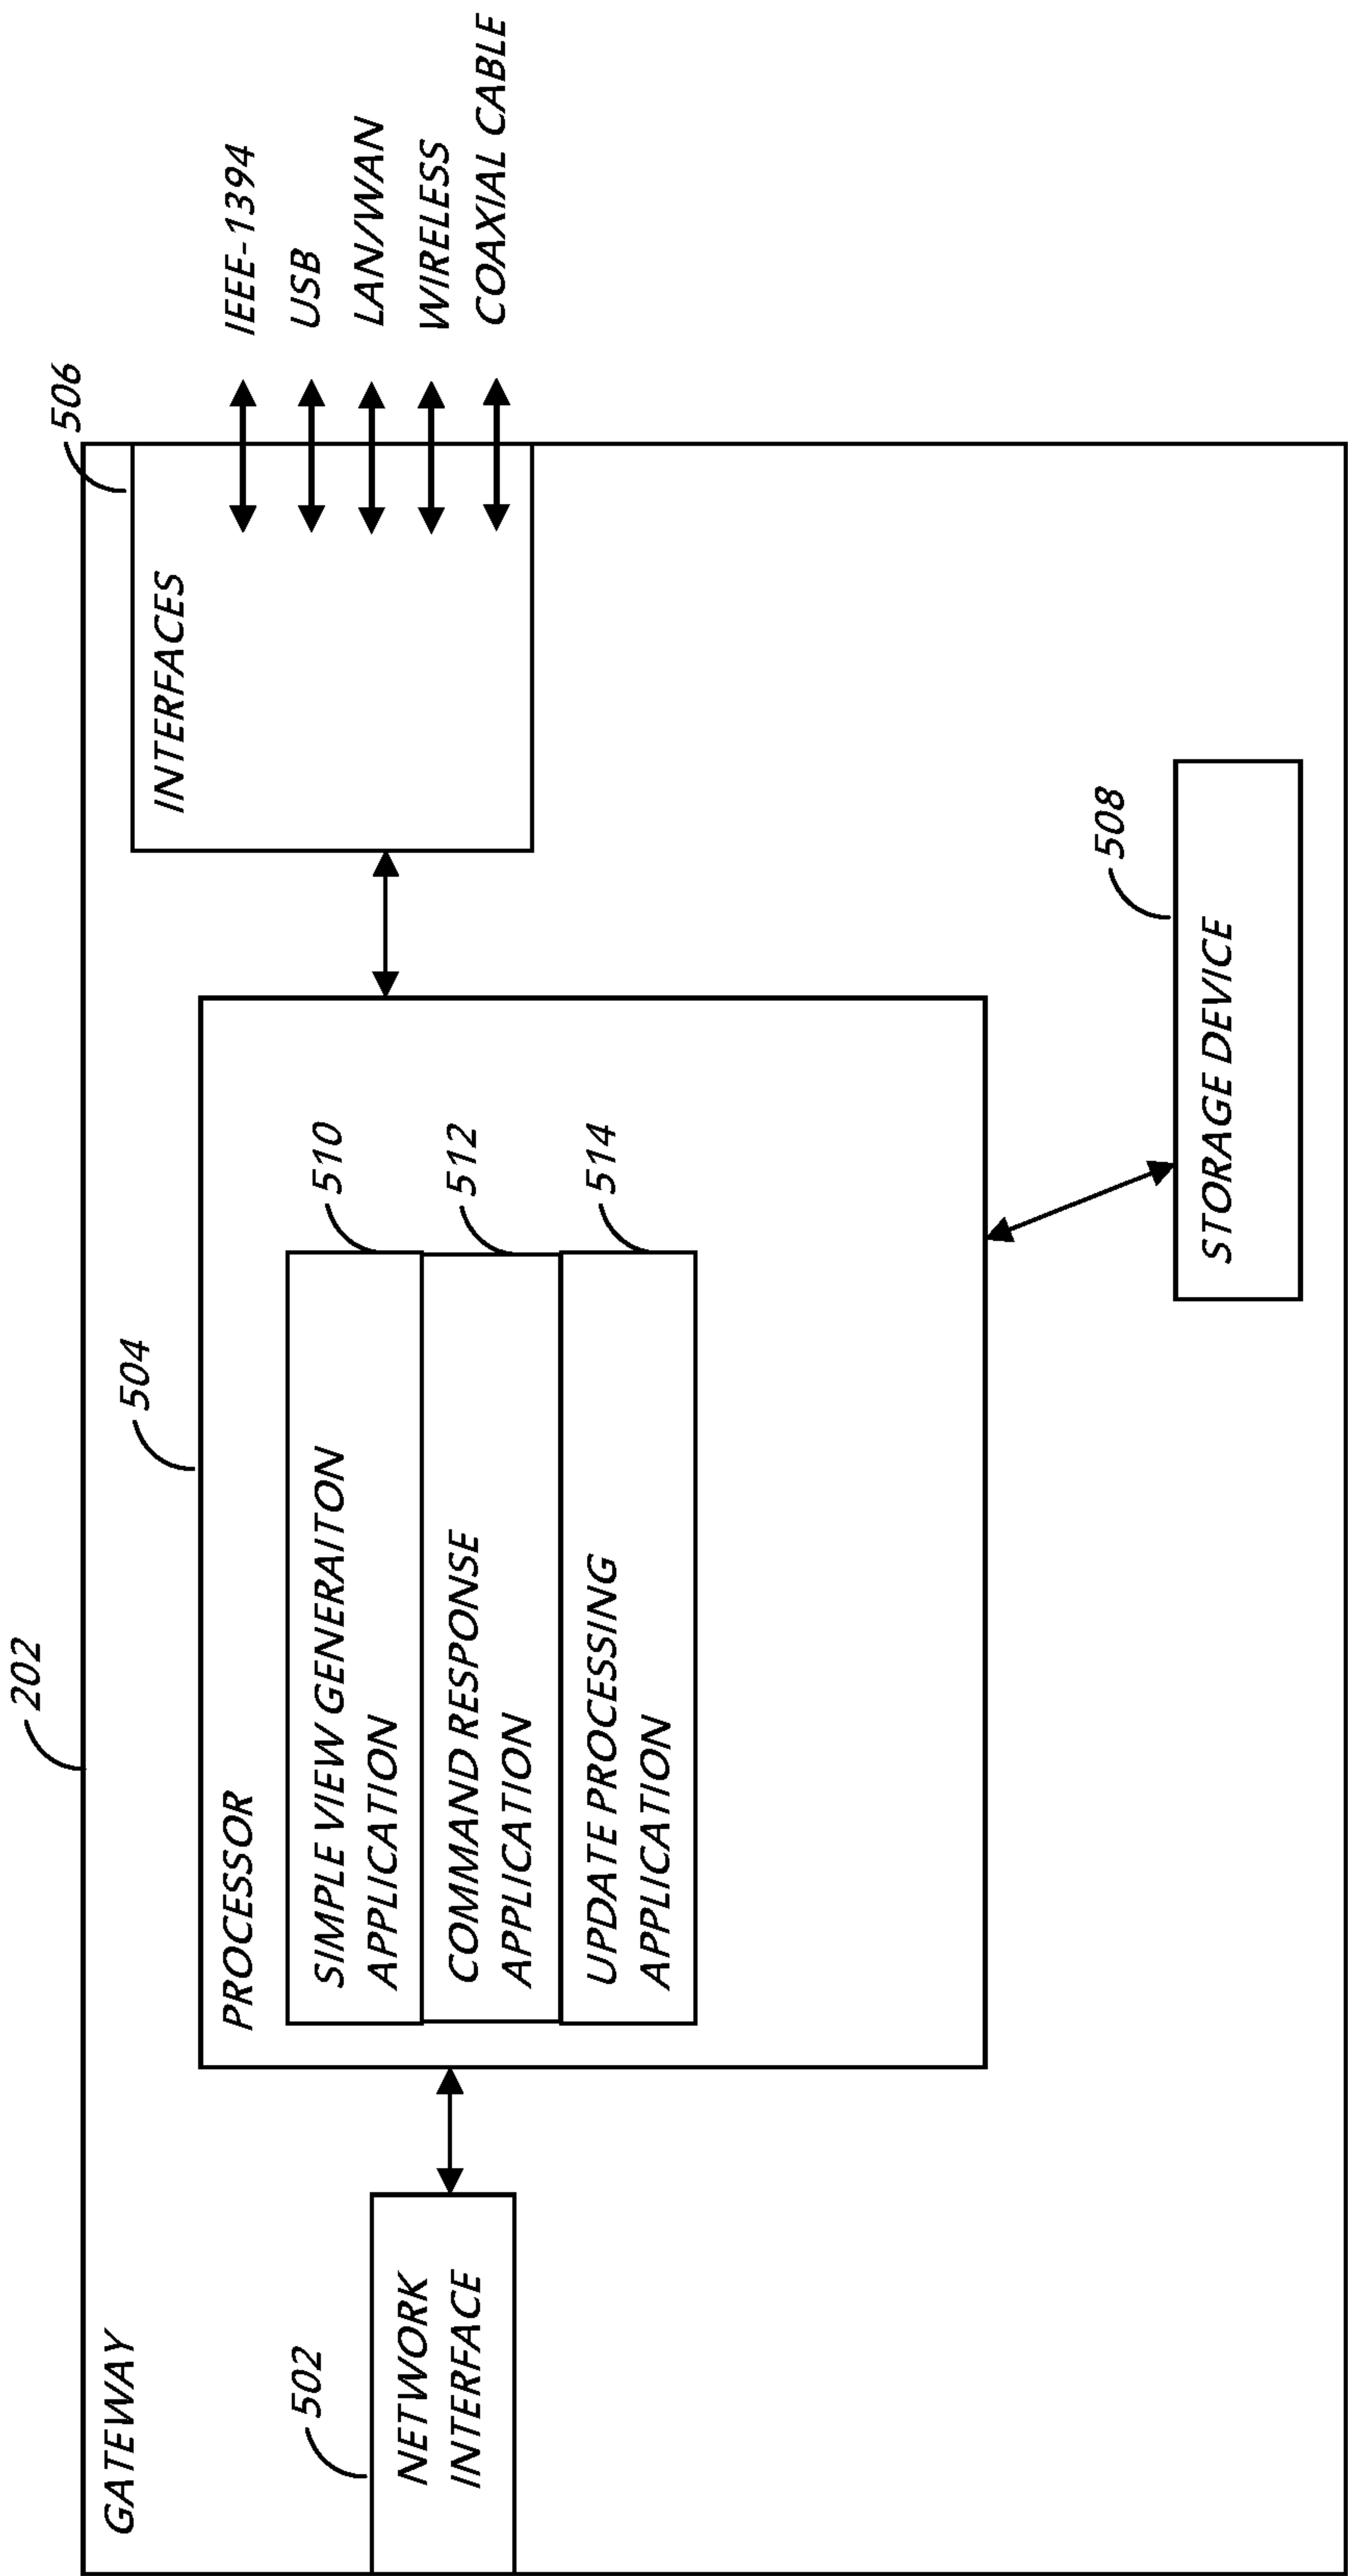 202
GATEWAY
504
506
PROCESSOR
INTERFACES
502
NETWORK
INTERFACE
SIMPLE VIEW GENERAITON
APPLICATION
510
COMMAND RESPONSE
APPLICATION
512
UPDATE PROCESSING
APPLICATION
514
IEEE-1394
USB
LAN/WAN
WIRELESS
COAXIAL CABLE
508
STORAGE DEVICE